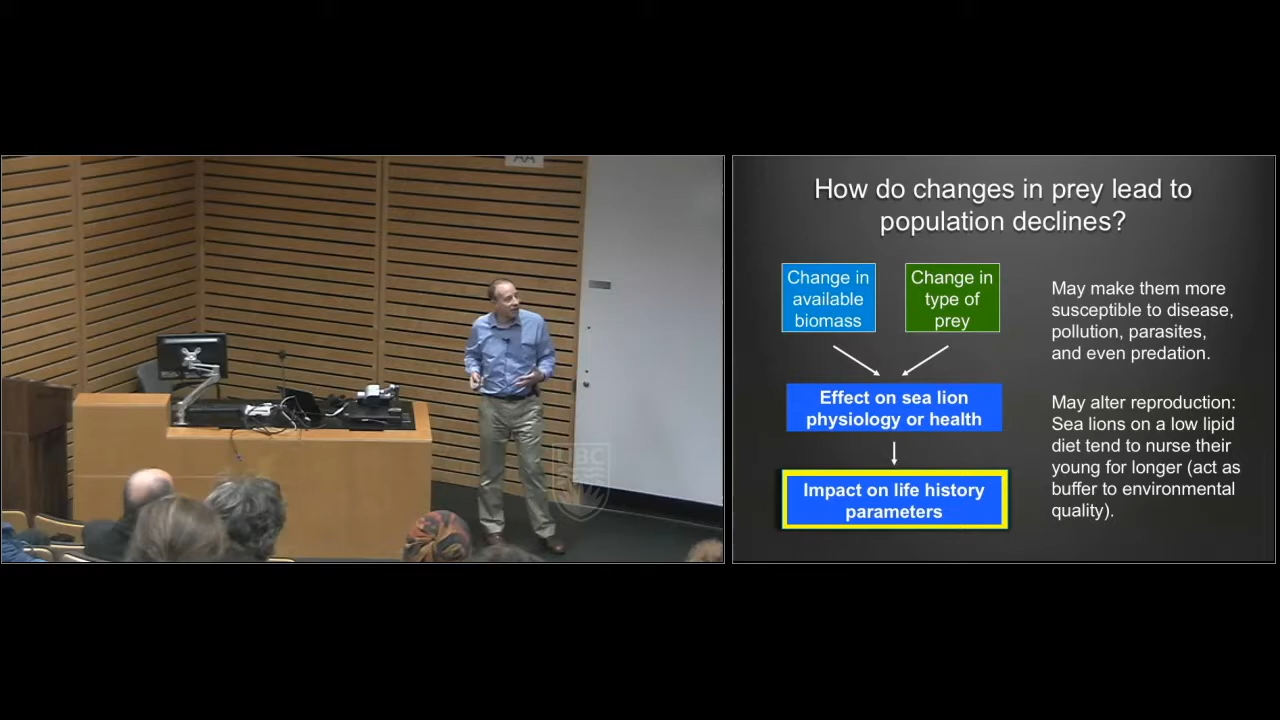 AA
UBC
How do changes in prey lead to
population declines?
Change in
available
biomass
Change in
type of
prey
Effect on sea lion
physiology or health
Impact on life history
parameters
May make them more
susceptible to disease,
pollution, parasites,
and even predation.
May alter reproduction:
Sea lions on a low lipid
diet tend to nurse their
young for longer (act as
buffer to environmental
quality).